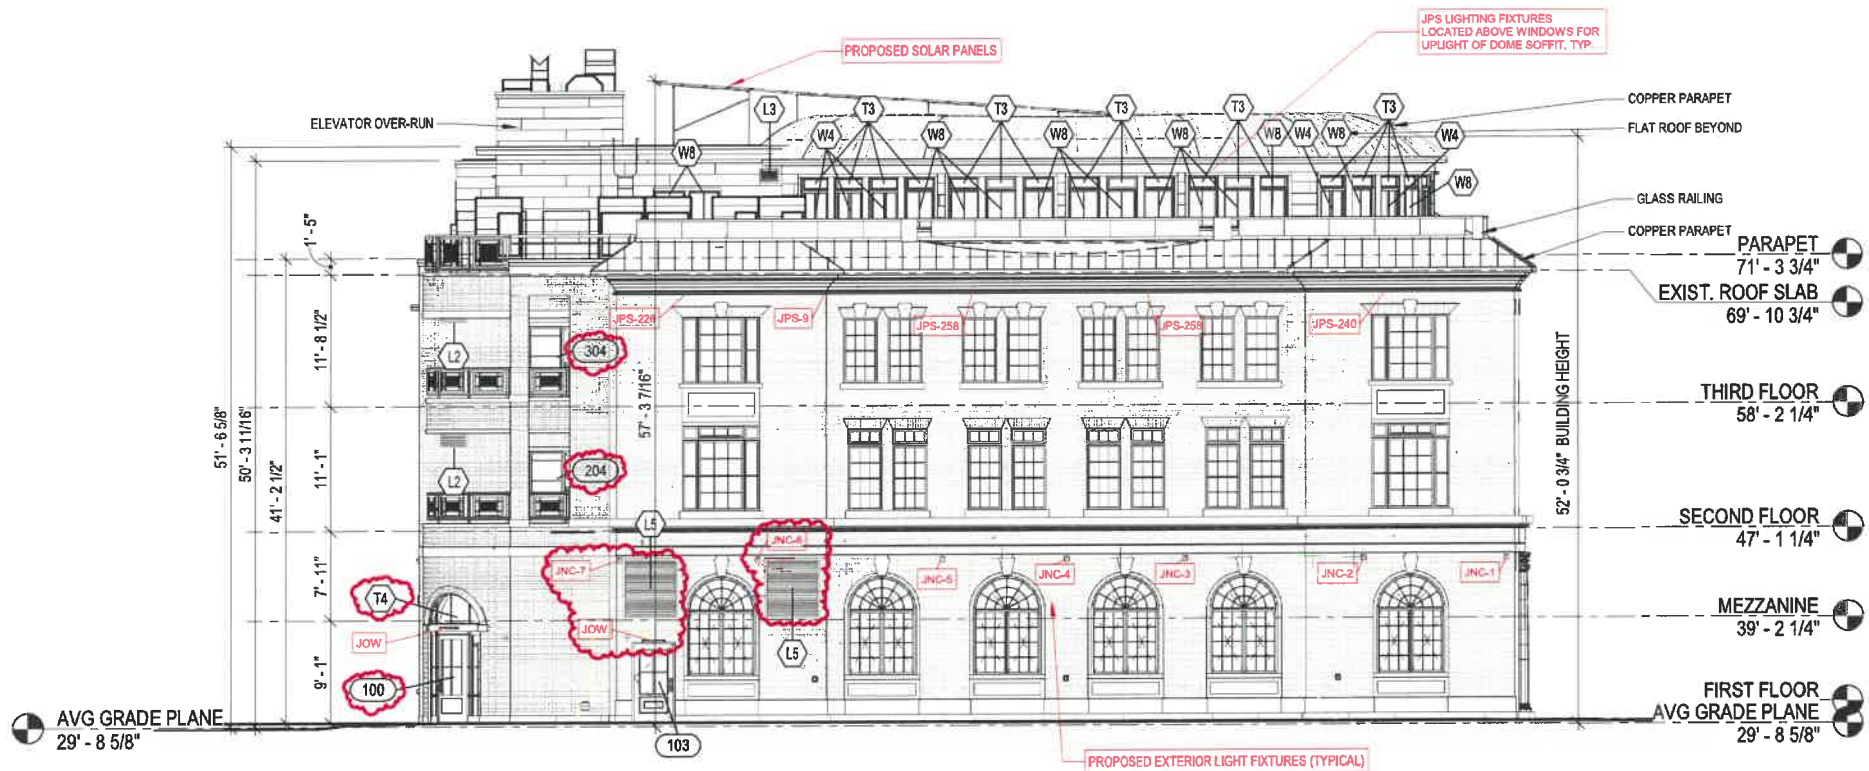 JPS LIGHTING FIXTURES
LOCATED ABOVE WINDOWS FOR
UPLIGHT OF DOME SOFFIT, TYP.
PROPOSED SOLAR PANELS
ELEVATOR OVER-RUN
L3
T3
T3
T3
T3
T3
COPPER PARAPET
FLAT ROOF BEYOND
W8
W4
W8
W8
W8
W8
W4
W8
W4
W8
GLASS RAILING
COPPER PARAPET
PARAPET
71' - 3 3/4"
EXIST. ROOF SLAB
69' - 10 3/4"
1' - 5"
11' - 8 1/2"
11' - 1"
7' - 11"
9' - 1"
41' - 2 1/2"
50' - 3 11/16"
51' - 6 5/8"
57' - 3 7/16"
52' - 0 3/4" BUILDING HEIGHT
JPS-9
JPS-258
JPS-258
JPS-240
L2
304
THIRD FLOOR
58' - 2 1/4"
L2
204
SECOND FLOOR
47' - 1 1/4"
L5
JNC-7
JNC-6
JNC-5
JNC-4
JNC-3
JNC-2
JNC-1
T4
JOW
JOW
L5
MEZZANINE
39' - 2 1/4"
100
103
FIRST FLOOR
AVG GRADE PLANE
29' - 8 5/8"
AVG GRADE PLANE
29' - 8 5/8"
PROPOSED EXTERIOR LIGHT FIXTURES (TYPICAL)